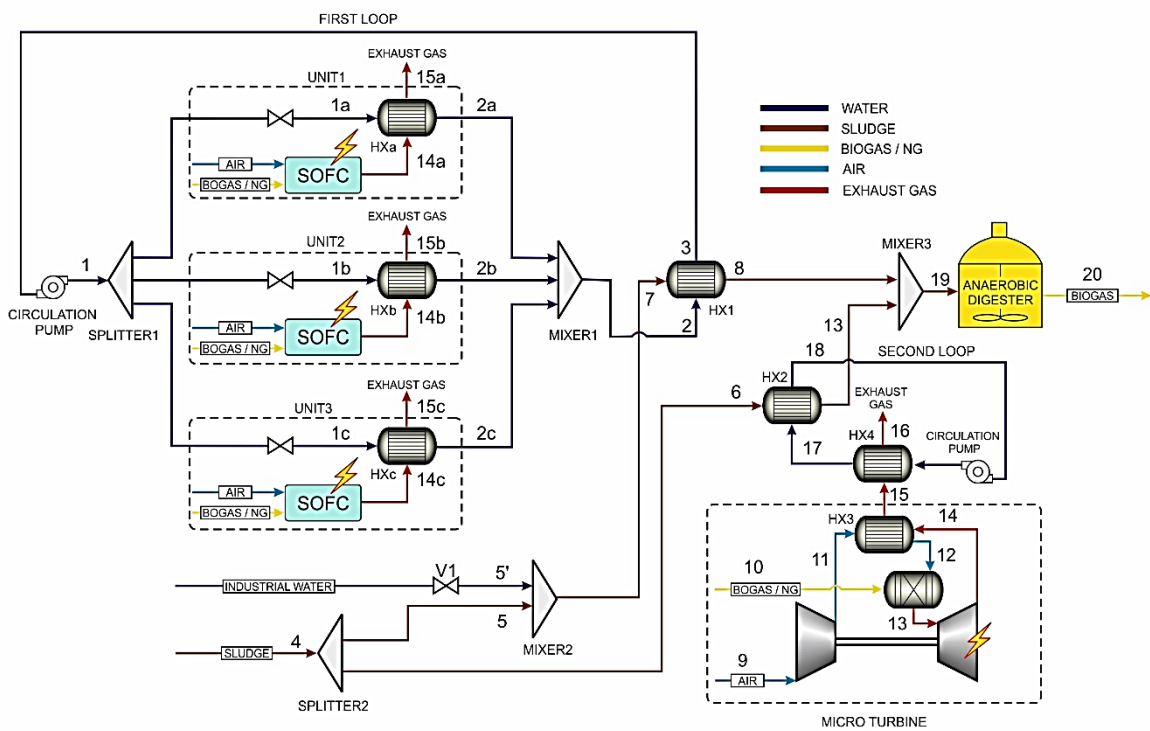 FIRST LOOP
EXHAUST GAS
UNIT1
15a
1a
2a
HXa
14a
AIR
BOGAS / NG
SOFC
WATER
SLUDGE
BIOGAS / NG
AIR
EXHAUST GAS
EXHAUST GAS
UNIT2
15b
1b
2b
HXb
14b
AIR
BOGAS / NG
SOFC
1
CIRCULATION
PUMP
SPLITTER1
MIXER1
3
7
8
HX1
2
MIXER3
19
ANAEROBIC
DIGESTER
20
BIOGAS
13
18
SECOND LOOP
EXHAUST GAS
UNIT3
15c
1c
2c
HXc
14c
AIR
BOGAS / NG
SOFC
6
HX2
17
EXHAUST
GAS
16
HX4
CIRCULATION
PUMP
15
HX3
14
11
12
10
BOGAS / NG
13
9
AIR
MICRO TURBINE
INDUSTRIAL WATER
V1
5'
5
MIXER2
SLUDGE
4
SPLITTER2